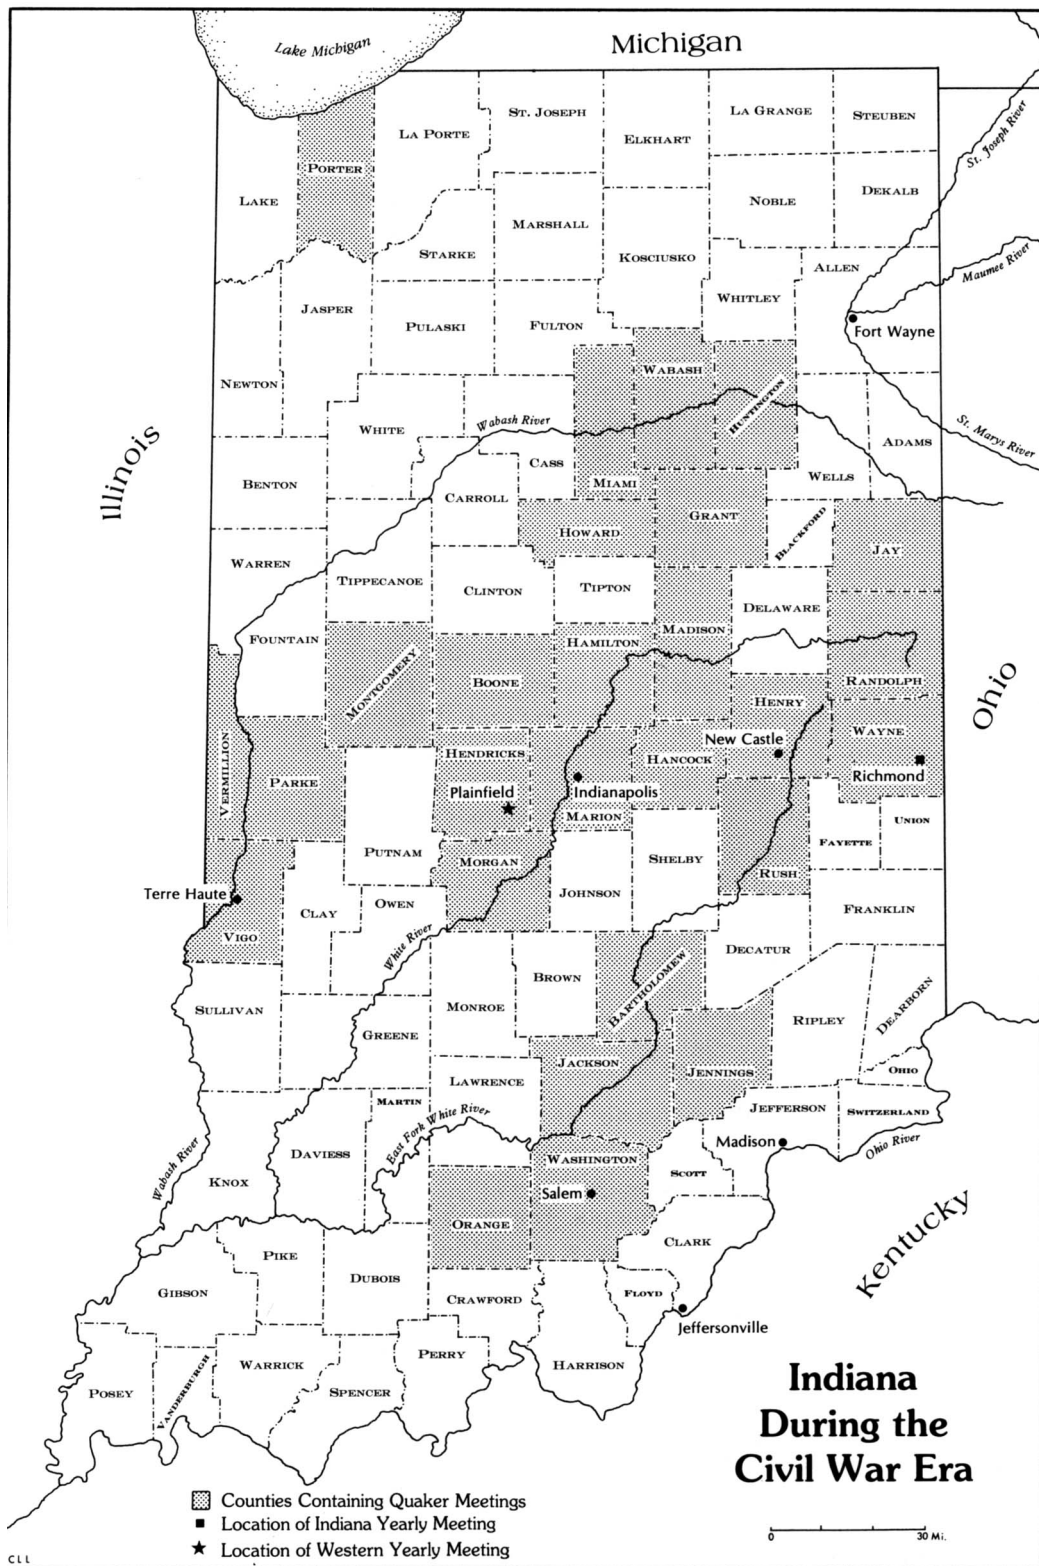 Lake Michigan
Michigan
LA PORTE
ST. JOSEPH
ELKHART
LA GRANGE
STEUBEN
St. Joseph River
PORTER
LAKE
NOBLE
DEKALB
MARSHALL
STARKE
KOSCIUSKO
ALLEN
Maumee River
WHITLEY
JASPER
PULASKI
FULTON
Fort Wayne
WABASH
NEWTON
HUNTINGTON
Wabash River
WHITE
St. Marys River
ADAMS
Illinois
BENTON
CASS
MIAMI
WELLS
CARROLL
GRANT
BLACKFORD
HOWARD
JAY
WARREN
TIPPECANOE
CLINTON
TIPTON
DELAWARE
FOUNTAIN
HAMILTON
MADISON
MONTGOMERY
BOONE
RANDOLPH
Ohio
HENRY
VERMILLION
HENDRICKS
HANCOCK
New Castle
WAYNE
PARKE
Plainfield
Indianapolis
Richmond
MARION
UNION
PUTNAM
MORGAN
SHELBY
FAYETTE
RUSH
Terre Haute
JOHNSON
CLAY
OWEN
FRANKLIN
VIGO
White River
DECATUR
BROWN
BARTHOLOMEW
SULLIVAN
MONROE
RIPLEY
DEARBORN
GREENE
JACKSON
JENNINGS
OHIO
LAWRENCE
MARTIN
JEFFERSON
SWITZERLAND
East Fork White River
Madison
Ohio River
DAVIESS
WASHINGTON
Wabash River
SCOTT
KNOX
Salem
ORANGE
Kentucky
CLARK
PIKE
DUBOIS
GIBSON
CRAWFORD
FLOYD
Jeffersonville
PERRY
HARRISON
WARRICK
POSEY
VANDERBURGH
SPENCER
Indiana
During the
Civil War Era
Counties Containing Quaker Meetings
Location of Indiana Yearly Meeting
Location of Western Yearly Meeting
0 30 Mi.
CLL